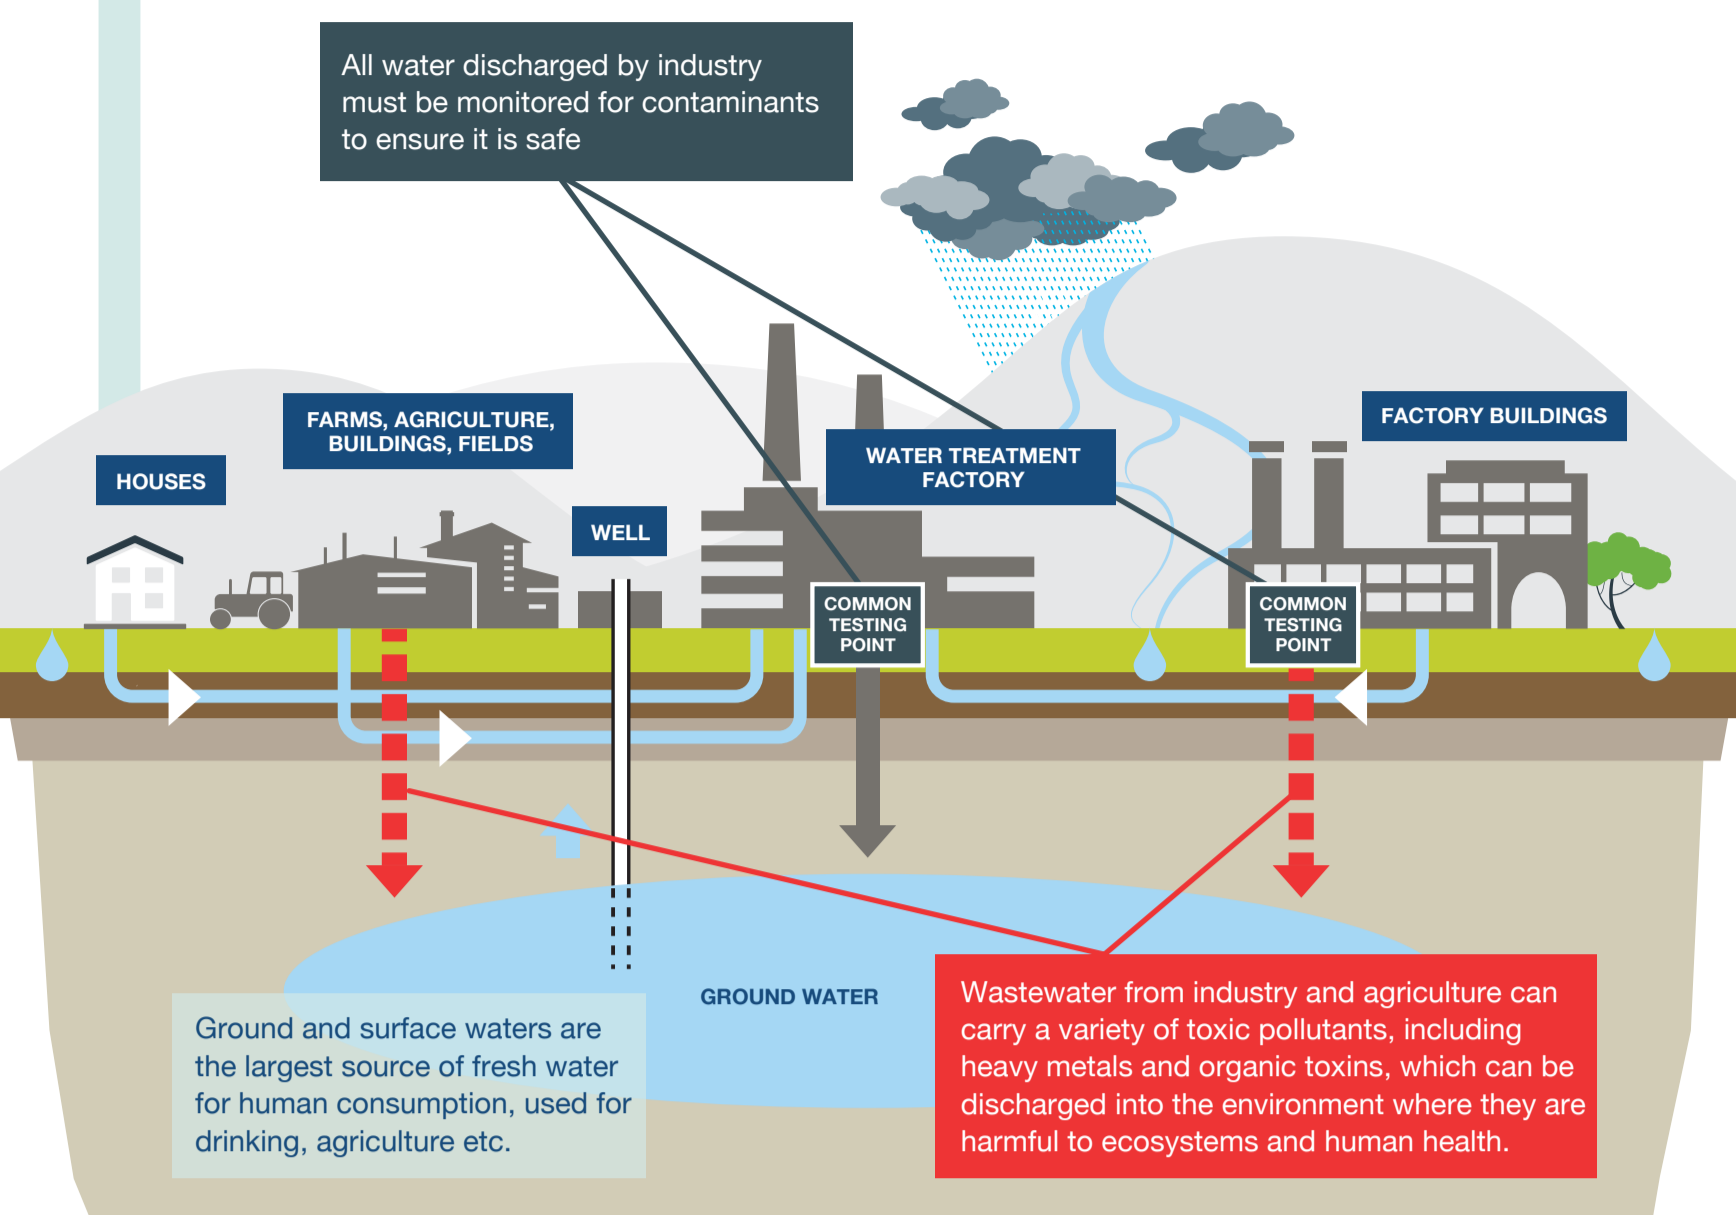 All water discharged by industry
must be monitored for contaminants
to ensure it is safe
FARMS, AGRICULTURE,
BUILDINGS, FIELDS
FACTORY BUILDINGS
HOUSES
WATER TREATMENT
FACTORY
WELL
COMMON
TESTING
POINT
COMMON
TESTING
POINT
GROUND WATER
Ground and surface waters are
the largest source of fresh water
for human consumption, used for
drinking, agriculture etc.
Wastewater from industry and agriculture can
carry a variety of toxic pollutants, including
heavy metals and organic toxins, which can be
discharged into the environment where they are
harmful to ecosystems and human health.